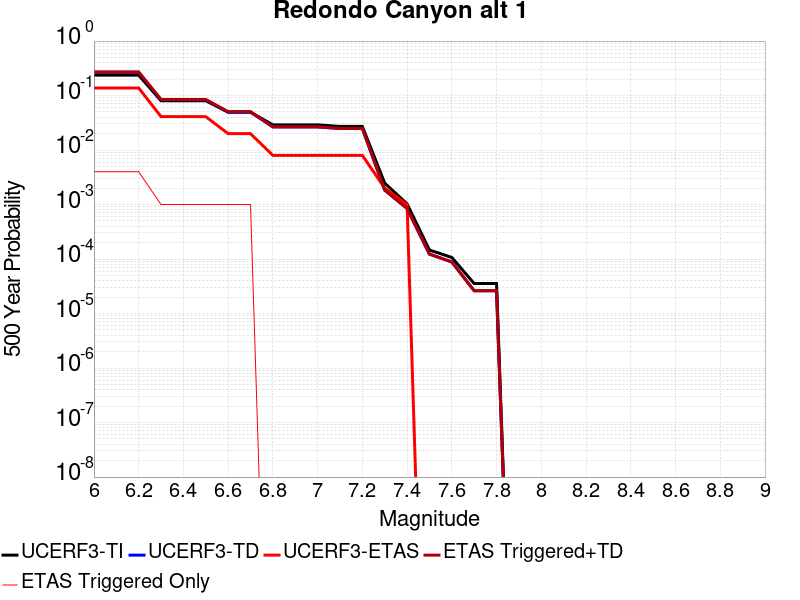 Redondo Canyon alt 1
10^0
10^-1
10^-2
10^-3
10^-4
10^-5
10^-6
10^-7
10^-8
500 Year Probability
6 6.2 6.4 6.6 6.8 7 7.2 7.4 7.6 7.8 8 8.2 8.4 8.6 8.8 9
Magnitude
UCERF3-TI UCERF3-TD UCERF3-ETAS ETAS Triggered+TD
ETAS Triggered Only